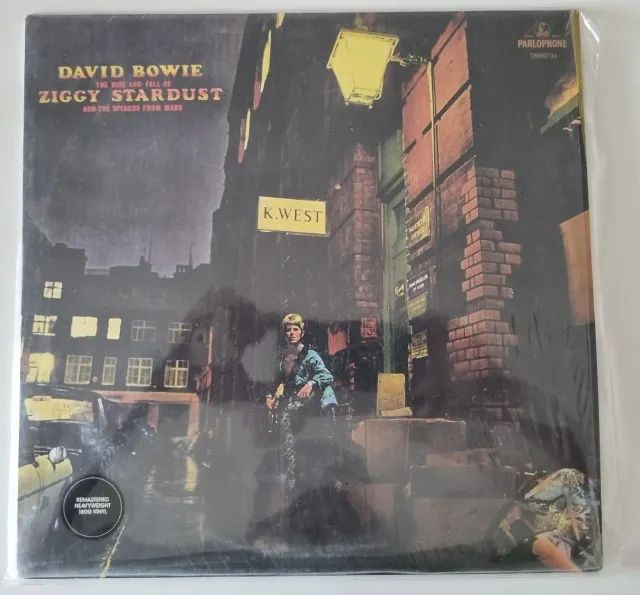 DAVID BOWIE
THE RISE AND FALL OF
ZIGGY STARDUST
AND THE SPIDERS FROM MARS
PARLOPHONE
K.WEST
REMASTERED
HEAVYWEIGHT
180G VINYL